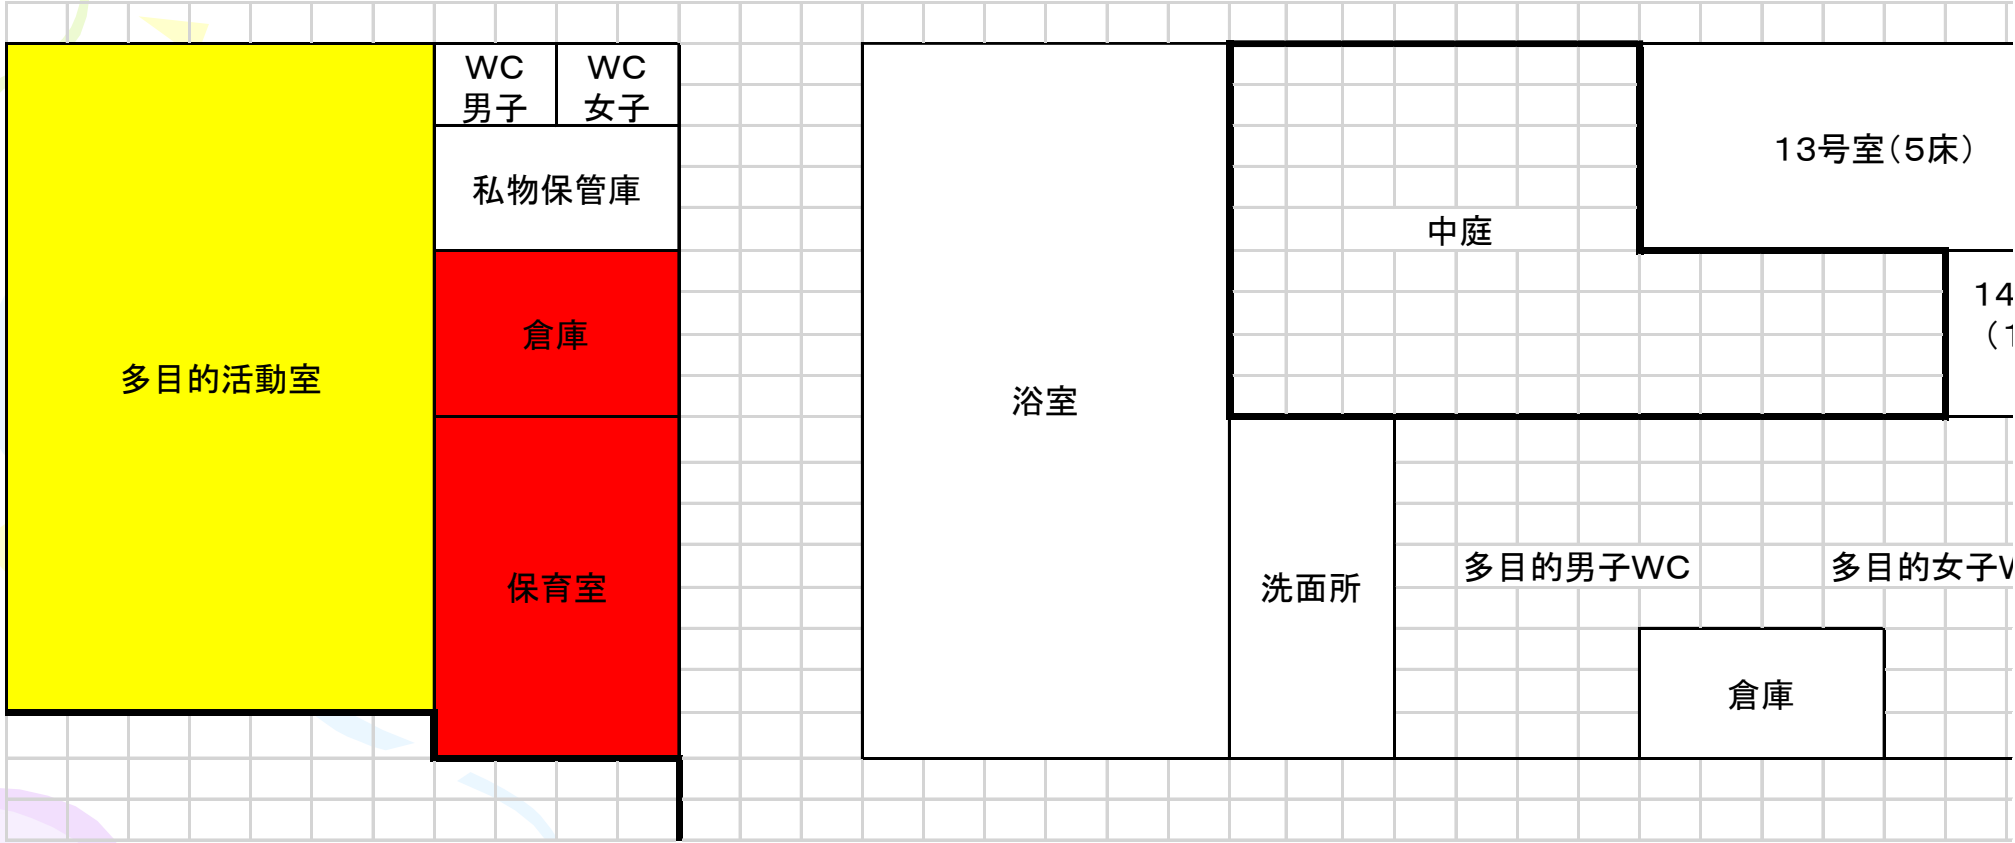 WC
男子
WC
女子
私物保管庫
倉庫
多目的活動室
保育室
浴室
中庭
13号室(5床)
14
(1
洗面所
多目的男子WC
多目的女子W
倉庫